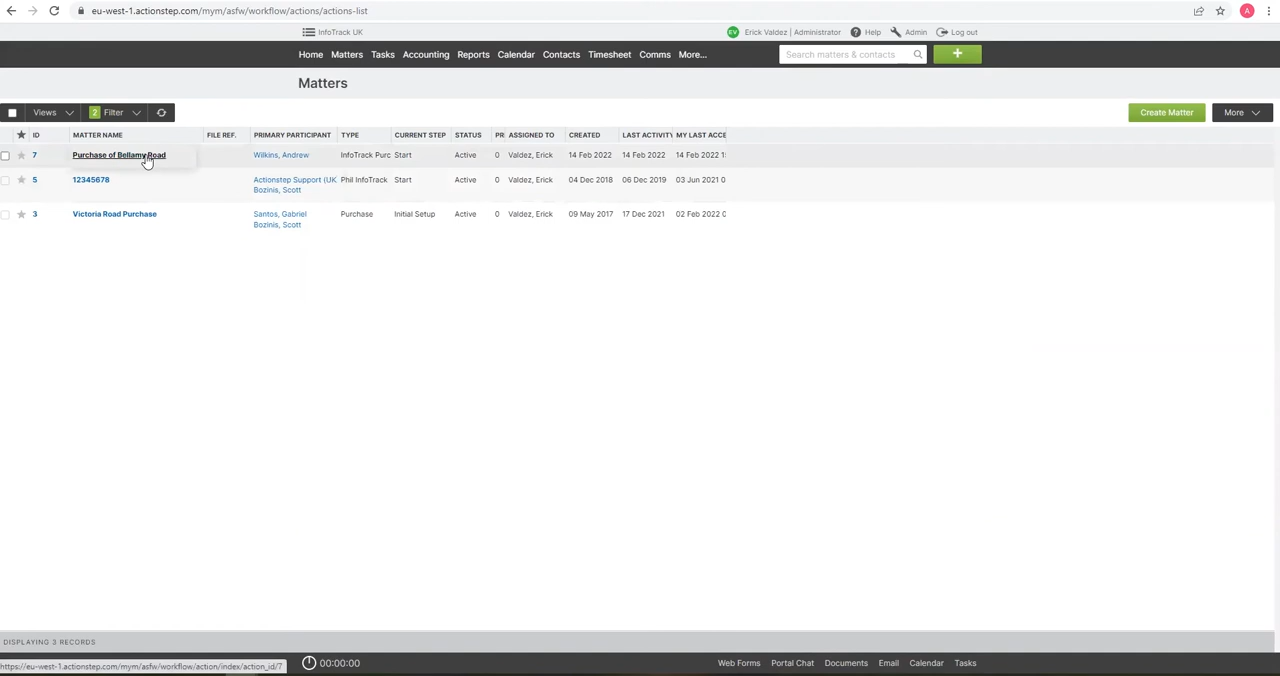 eu-west-1.actionstep.com/mym/asfw/workflow/actions/actions-list A
InfoTrack UK EV Erick Valdez | Administrator Help Admin Log out
Home Matters Tasks Accounting Reports Calendar Contacts Timesheet Comms More... Search matters & contacts +
Matters
Views 2 Filter Create Matter More
ID MATTER NAME FILE REF. PRIMARY PARTICIPANT TYPE CURRENT STEP STATUS PR ASSIGNED TO CREATED LAST ACTIVITY MY LAST ACCE
7 Purchase of Bellamy Road Wilkins, Andrew InfoTrack Purc Start Active 0 Valdez, Erick 14 Feb 2022 14 Feb 2022 14 Feb 2022 1
5 12345678 Actionstep Support (UK Phil InfoTrack Start Active 0 Valdez, Erick 04 Dec 2018 06 Dec 2019 03 Jun 2021 0
Bozinis, Scott
3 Victoria Road Purchase Santos, Gabriel Purchase Initial Setup Active 0 Valdez, Erick 09 May 2017 17 Dec 2021 02 Feb 2022 0
Bozinis, Scott
DISPLAYING 3 RECORDS
https://eu-west-1.actionstep.com/mym/asfw/workflow/action/index/action_id/7 00:00:00 Web Forms Portal Chat Documents Email Calendar Tasks